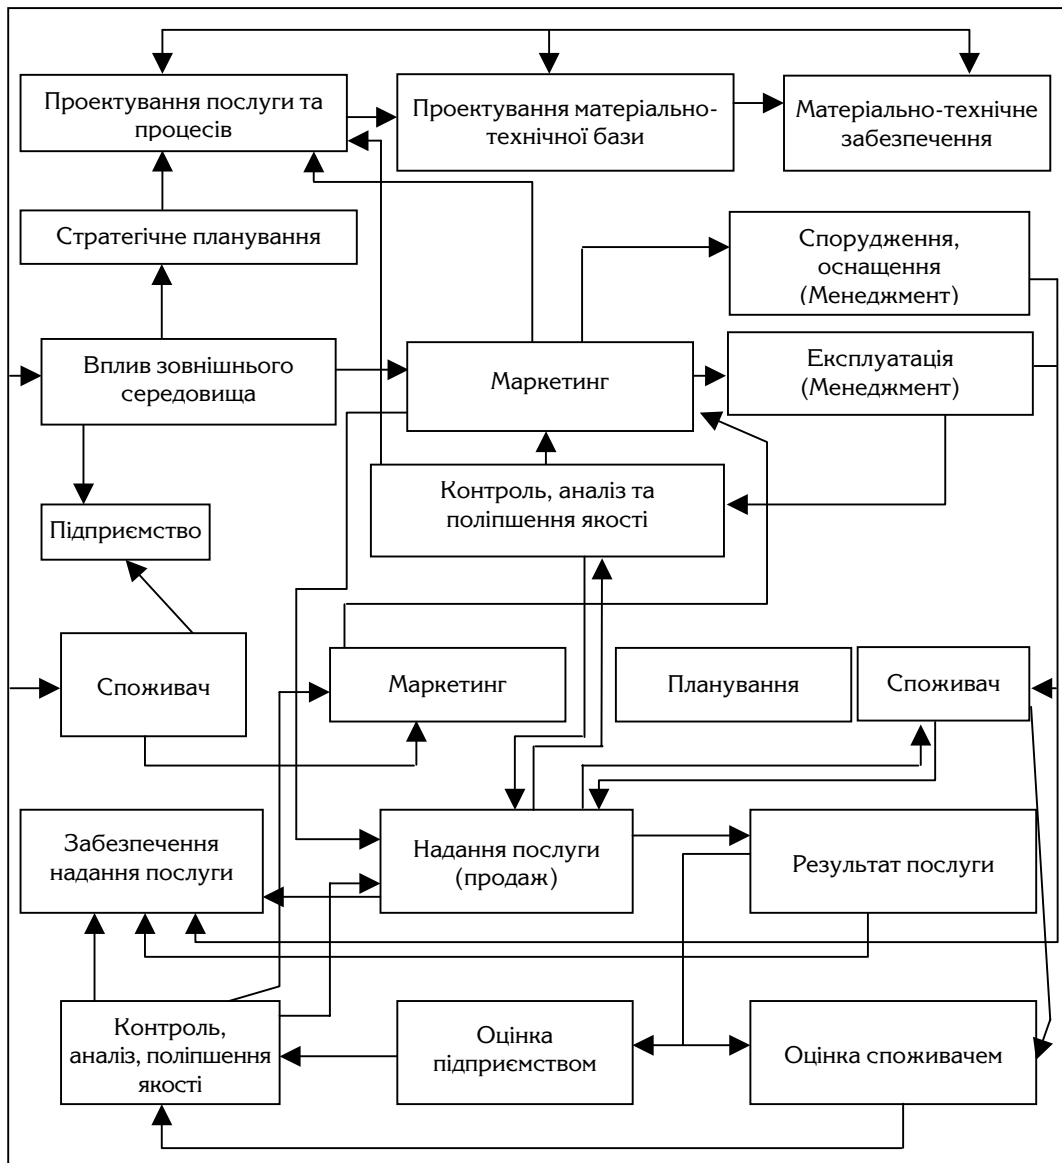 Проектування послуги та
процесів
Проектування матеріально-
технічної бази
Матеріально-технічне
забезпечення
Стратегічне планування
Спорудження,
оснащення
(Менеджмент)
Вплив зовнішнього
середовища
Маркетинг
Експлуатація
(Менеджмент)
Контроль, аналіз та
поліпшення якості
Підприємство
Споживач
Маркетинг
Планування
Споживач
Забезпечення
надання послуги
Надання послуги
(продаж)
Результат послуги
Контроль,
аналіз, поліпшення
якості
Оцінка
підприємством
Оцінка споживачем